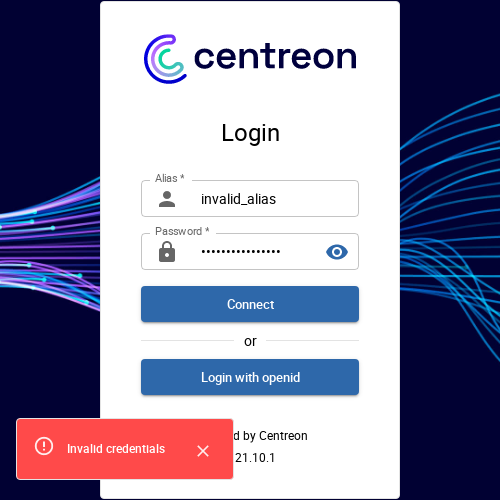 centreon
Login
Alias *
invalid_alias
Password *
••••••••••••••••
Connect
or
Login with openid
d by Centreon
21.10.1
Invalid credentials